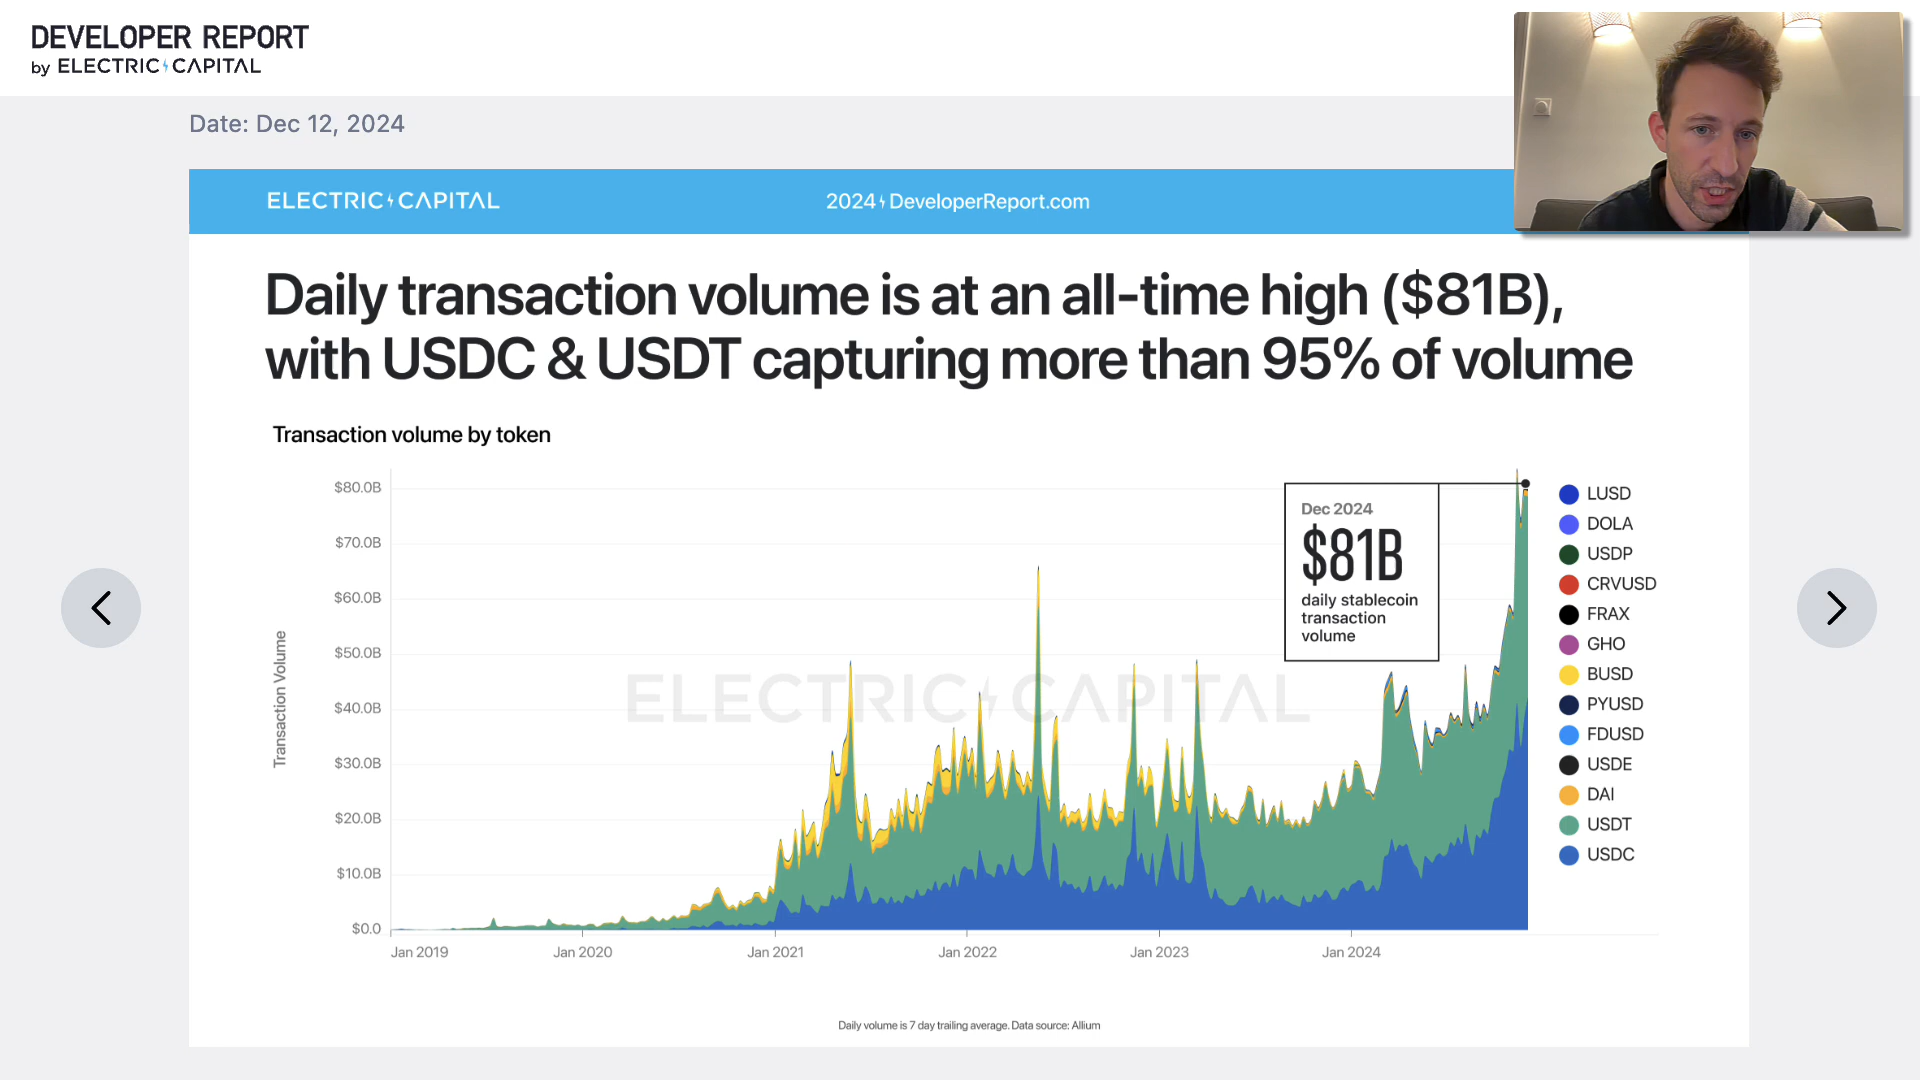 DEVELOPER REPORT
by ELECTRIC CAPITAL
Date: Dec 12, 2024
ELECTRIC CAPITAL
2024 DeveloperReport.com
Daily transaction volume is at an all-time high ($81B),
with USDC & USDT capturing more than 95% of volume
Transaction volume by token
Transaction Volume
$80.0B
$70.0B
$60.0B
$50.0B
$40.0B
$30.0B
$20.0B
$10.0B
$0.0
Jan 2019
Jan 2020
Jan 2021
Jan 2022
Jan 2023
Jan 2024
ELECTRIC CAPITAL
Dec 2024
$81B
daily stablecoin
transaction
volume
LUSD
DOLA
USDP
CRVUSD
FRAX
GHO
BUSD
PYUSD
FDUSD
USDE
DAI
USDT
USDC
Daily volume is 7 day trailing average. Data source: Allium